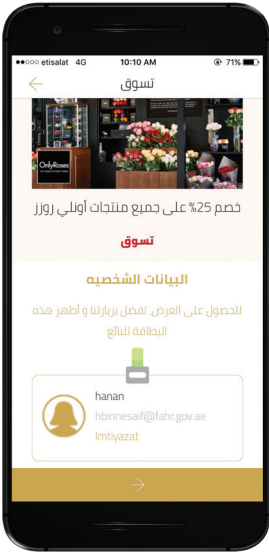 etisalat 4G 10:10 AM 71%
تسوق
OnlyRoses
خصم 25% على جميع منتجات أونلي روزز
تسوق
البيانات الشخصيه
للحصول على العرض, تفضل بزيارتنا و أظهر هذه
البطاقة للبائع
hanan
hbinnesaif@fahr.gov.ae
Imtiyazat